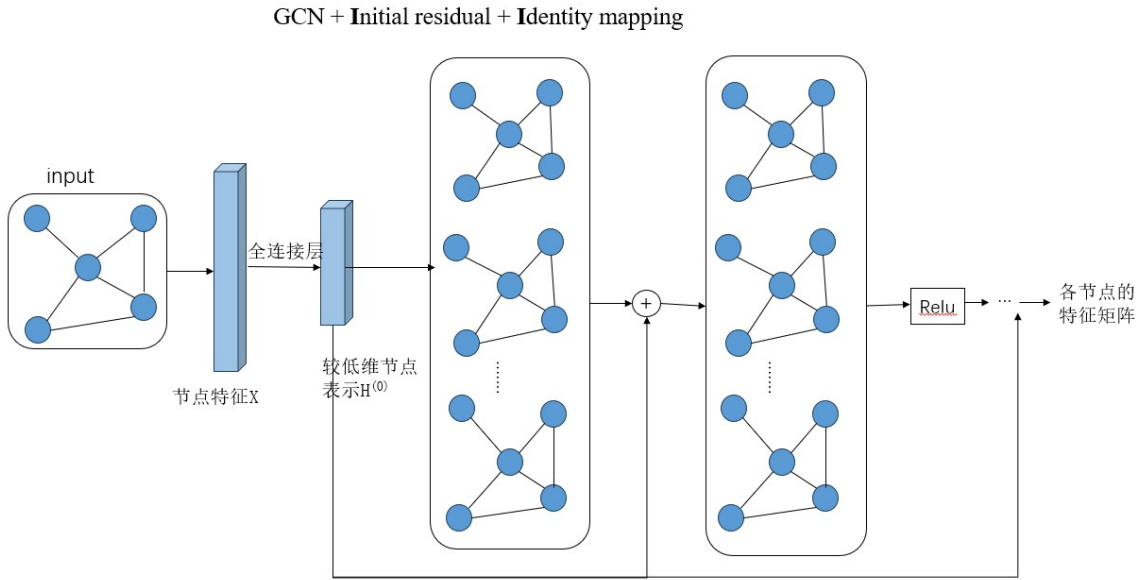 GCN + Initial residual + Identity mapping
input
全连接层
节点特征X
较低维节点
表示H⁽⁰⁾
+
Relu
...
各节点的
特征矩阵